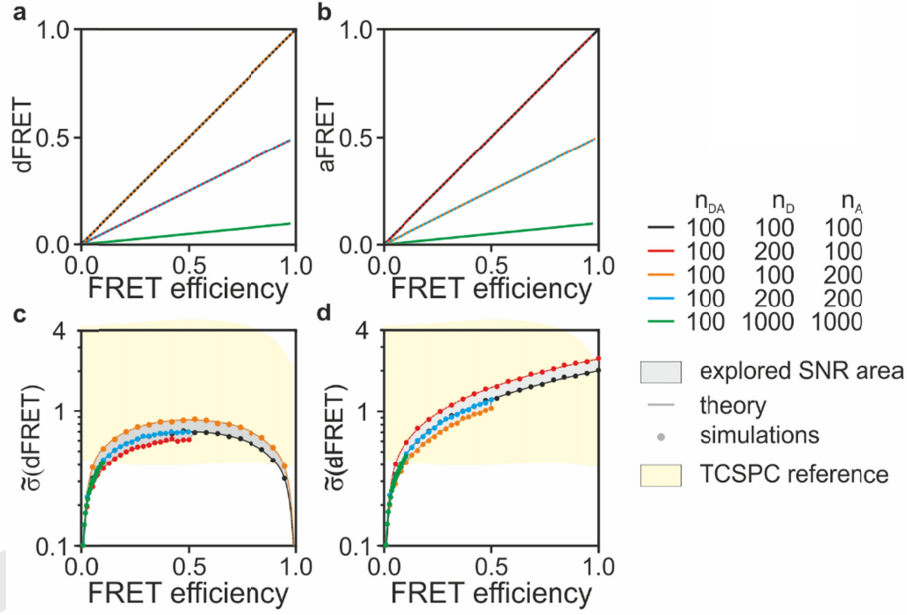 a
1.0
0.5
0.0
dFRET
0.0 0.5 1.0
FRET efficiency
b
1.0
0.5
0.0
aFRET
0.0 0.5 1.0
FRET efficiency
c
4
1
0.1
σ̃(dFRET)
0.0 0.5 1.0
FRET efficiency
d
4
1
0.1
σ̃(dFRET)
0.0 0.5 1.0
FRET efficiency
nDA nD nA
100 100 100
100 200 100
100 100 200
100 200 200
100 1000 1000
explored SNR area
theory
simulations
TCSPC reference